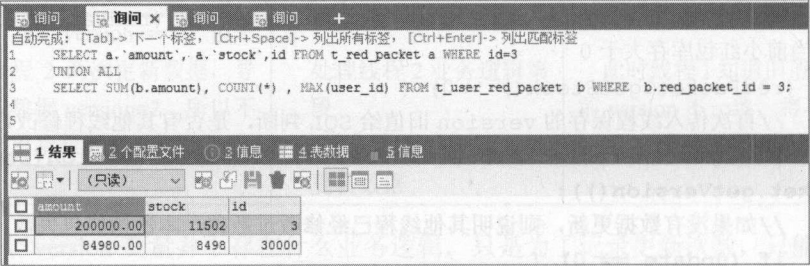 询问 询问 询问 询问 +
自动完成: [Tab]-> 下一个标签, [Ctrl+Space]-> 列出所有标签, [Ctrl+Enter]-> 列出匹配标签
1 SELECT a.`amount`, a.`stock`,id FROM t_red_packet a WHERE id=3
2 UNION ALL
3 SELECT SUM(b.amount), COUNT(*) , MAX(user_id) FROM t_user_red_packet b WHERE b.red_packet_id = 3;
4
5
1 结果 2 个配置文件 3 信息 4 表数据 5 信息
(只读)
amount stock id
200000.00 11502 3
84980.00 8498 30000